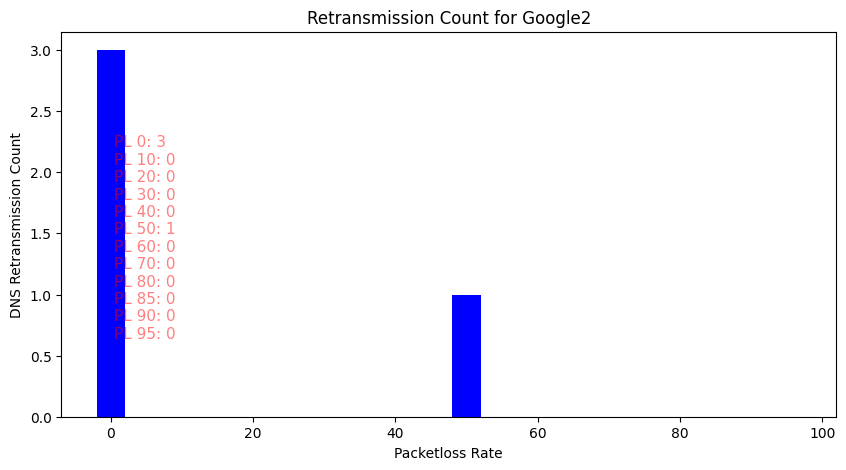 Retransmission Count for Google2
3.0
2.5
2.0
1.5
1.0
0.5
0.0
DNS Retransmission Count
PL 0: 3
PL 10: 0
PL 20: 0
PL 30: 0
PL 40: 0
PL 50: 1
PL 60: 0
PL 70: 0
PL 80: 0
PL 85: 0
PL 90: 0
PL 95: 0
0 20 40 60 80 100
Packetloss Rate